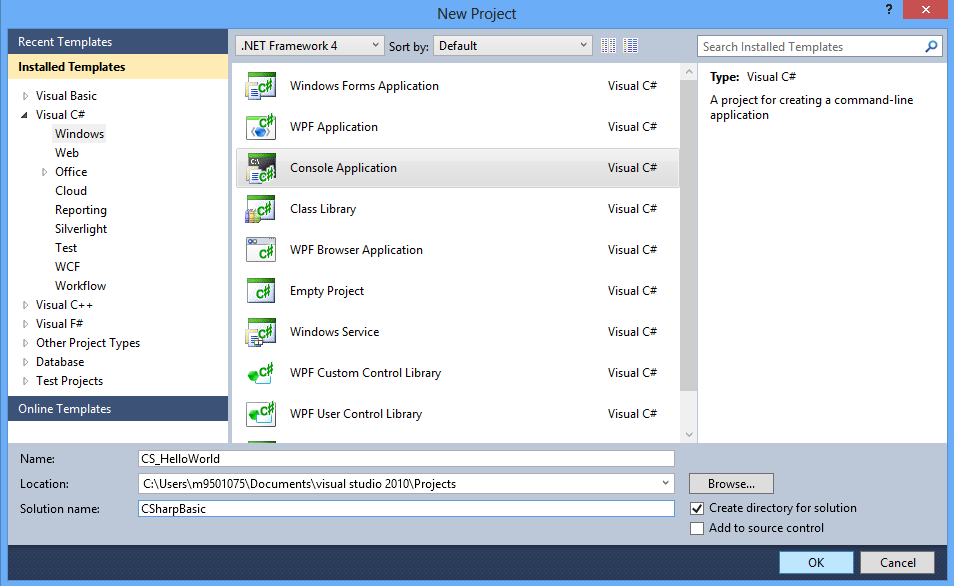 New Project
?
Recent Templates
Installed Templates
Visual Basic
Visual C#
Windows
Web
Office
Cloud
Reporting
Silverlight
Test
WCF
Workflow
Visual C++
Visual F#
Other Project Types
Database
Test Projects
Online Templates
.NET Framework 4
Sort by: Default
Windows Forms Application Visual C#
WPF Application Visual C#
Console Application Visual C#
Class Library Visual C#
WPF Browser Application Visual C#
Empty Project Visual C#
Windows Service Visual C#
WPF Custom Control Library Visual C#
WPF User Control Library Visual C#
Search Installed Templates
Type: Visual C#
A project for creating a command-line
application
Name: CS_HelloWorld
Location: C:\Users\m9501075\Documents\visual studio 2010\Projects
Browse...
Solution name: CSharpBasic
Create directory for solution
Add to source control
OK
Cancel